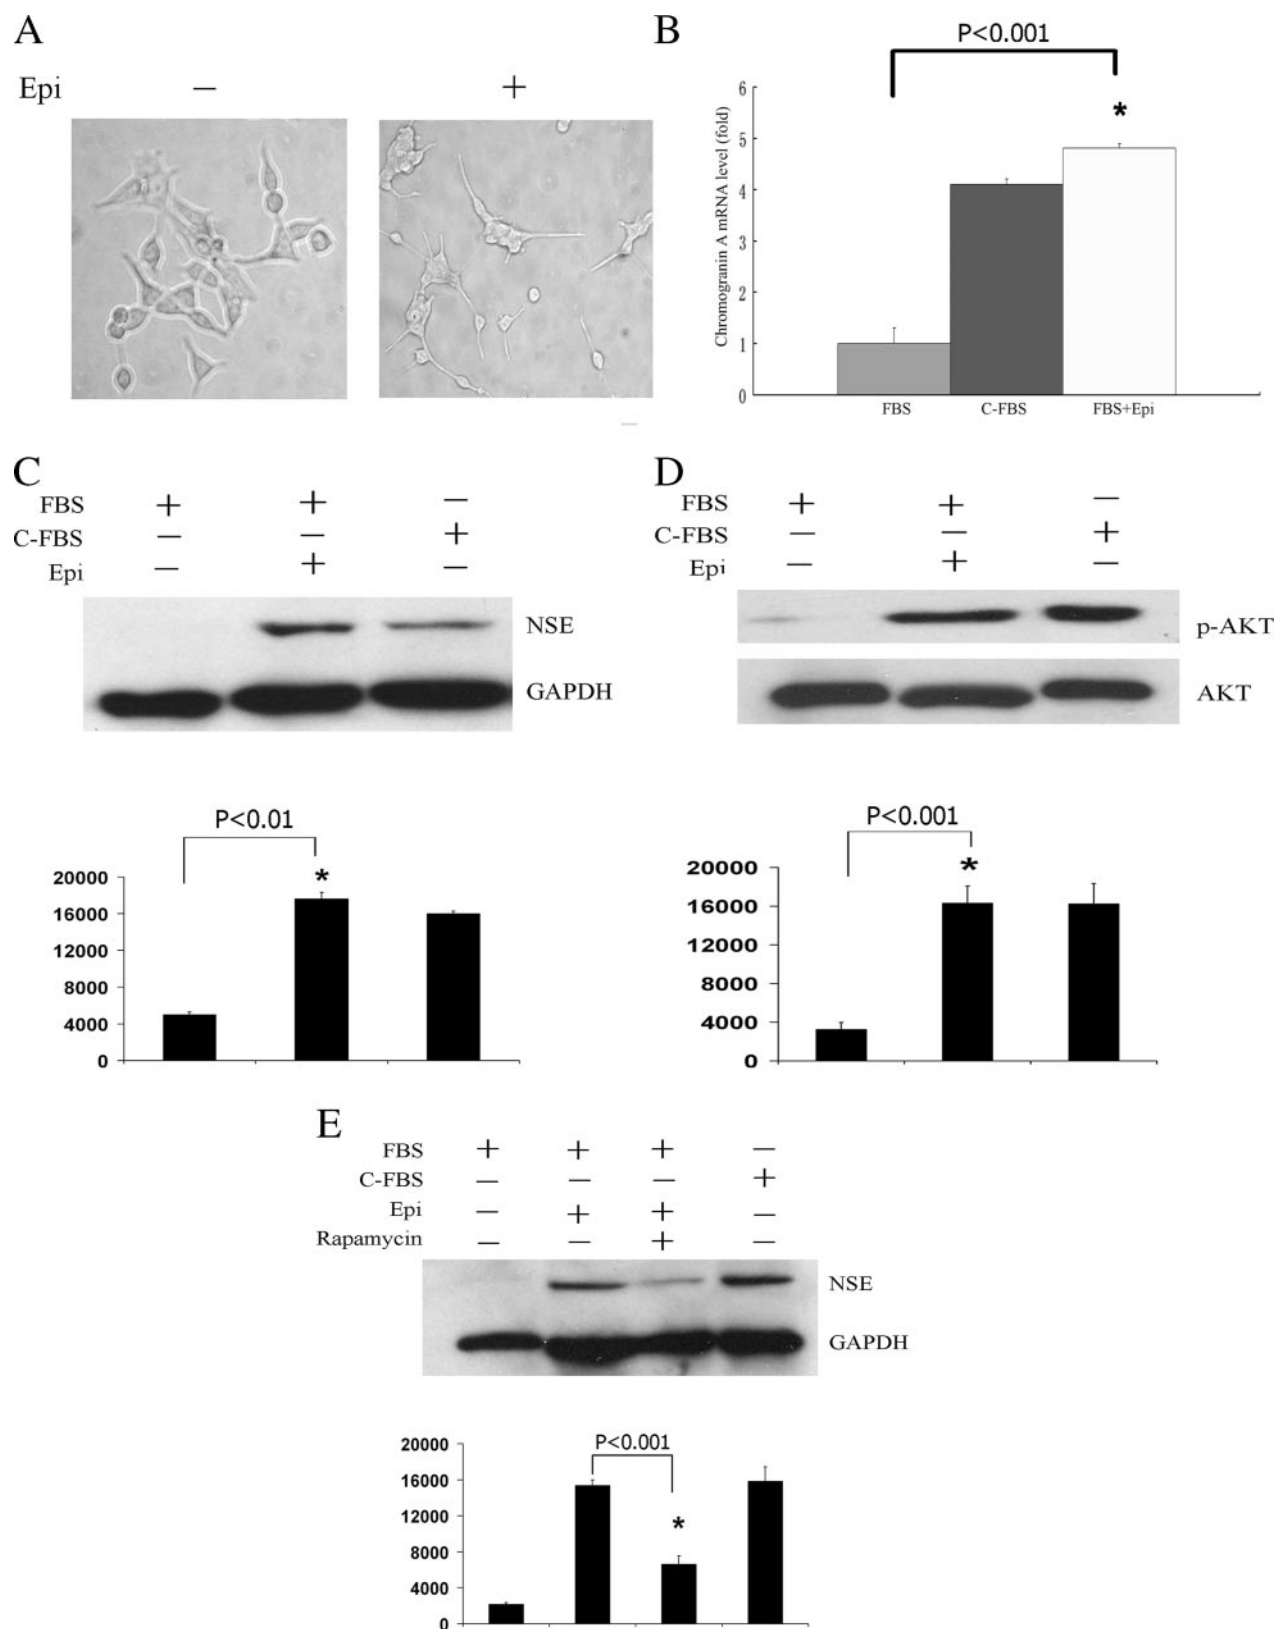 A
Epi − +
B
P<0.001
*
6
5
4
3
2
1
0
Chromogranin A mRNA level (fold)
FBS C-FBS FBS+Epi
C
FBS + + −
C-FBS − − +
Epi − + −
NSE
GAPDH
P<0.01
*
20000
16000
12000
8000
4000
0
D
FBS + + −
C-FBS − − +
Epi − + −
p-AKT
AKT
P<0.001
*
20000
16000
12000
8000
4000
0
E
FBS + + + −
C-FBS − − − +
Epi − + + −
Rapamycin − − + −
NSE
GAPDH
P<0.001
*
20000
16000
12000
8000
4000
0